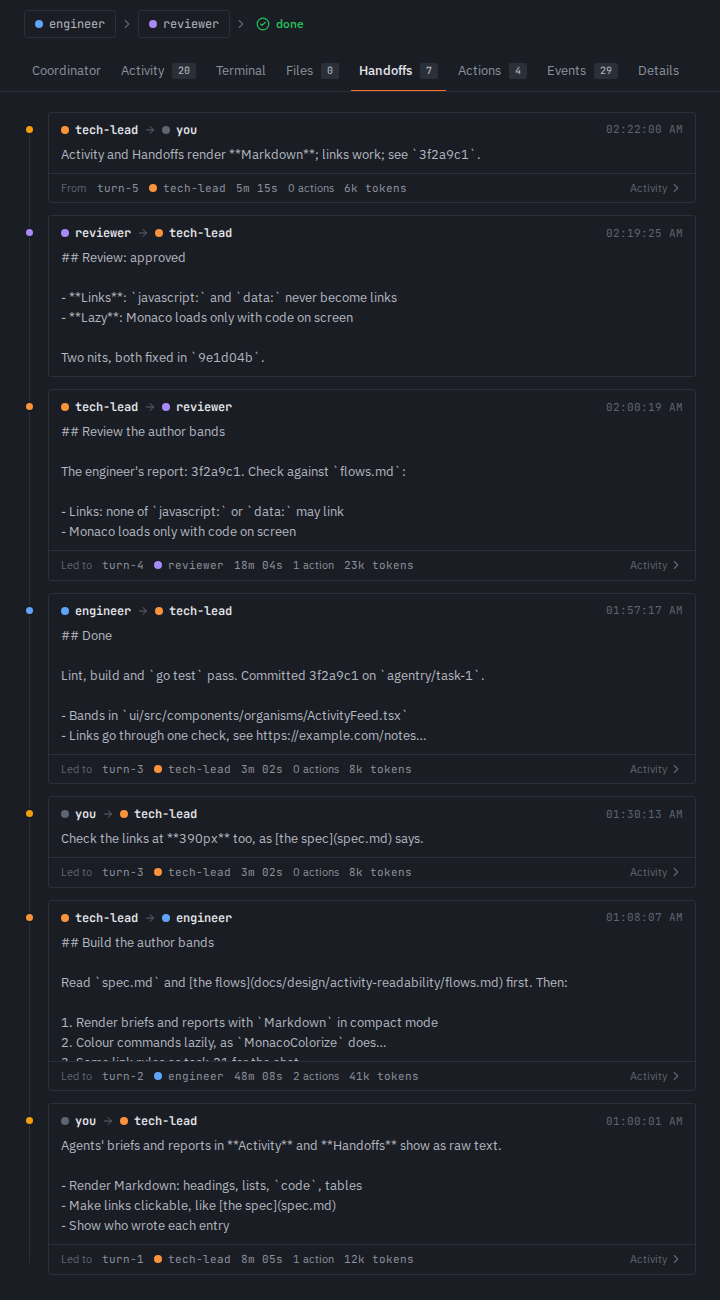 engineer > reviewer > done
Coordinator Activity 20 Terminal Files 0 Handoffs 7 Actions 4 Events 29 Details
tech-lead → you 02:22:00 AM
Activity and Handoffs render **Markdown**; links work; see `3f2a9c1`.
From turn-5 tech-lead 5m 15s 0 actions 6k tokens Activity >
reviewer → tech-lead 02:19:25 AM
## Review: approved
- **Links**: `javascript:` and `data:` never become links
- **Lazy**: Monaco loads only with code on screen
Two nits, both fixed in `9e1d04b`.
tech-lead → reviewer 02:00:19 AM
## Review the author bands
The engineer's report: 3f2a9c1. Check against `flows.md`:
- Links: none of `javascript:` or `data:` may link
- Monaco loads only with code on screen
Led to turn-4 reviewer 18m 04s 1 action 23k tokens Activity >
engineer → tech-lead 01:57:17 AM
## Done
Lint, build and `go test` pass. Committed 3f2a9c1 on `agentry/task-1`.
- Bands in `ui/src/components/organisms/ActivityFeed.tsx`
- Links go through one check, see https://example.com/notes…
Led to turn-3 tech-lead 3m 02s 0 actions 8k tokens Activity >
you → tech-lead 01:30:13 AM
Check the links at **390px** too, as [the spec](spec.md) says.
Led to turn-3 tech-lead 3m 02s 0 actions 8k tokens Activity >
tech-lead → engineer 01:08:07 AM
## Build the author bands
Read `spec.md` and [the flows](docs/design/activity-readability/flows.md) first. Then:
1. Render briefs and reports with `Markdown` in compact mode
2. Colour commands lazily, as `MonacoColorize` does…
Led to turn-2 engineer 48m 08s 2 actions 41k tokens Activity >
you → tech-lead 01:00:01 AM
Agents' briefs and reports in **Activity** and **Handoffs** show as raw text.
- Render Markdown: headings, lists, `code`, tables
- Make links clickable, like [the spec](spec.md)
- Show who wrote each entry
Led to turn-1 tech-lead 8m 05s 1 action 12k tokens Activity >